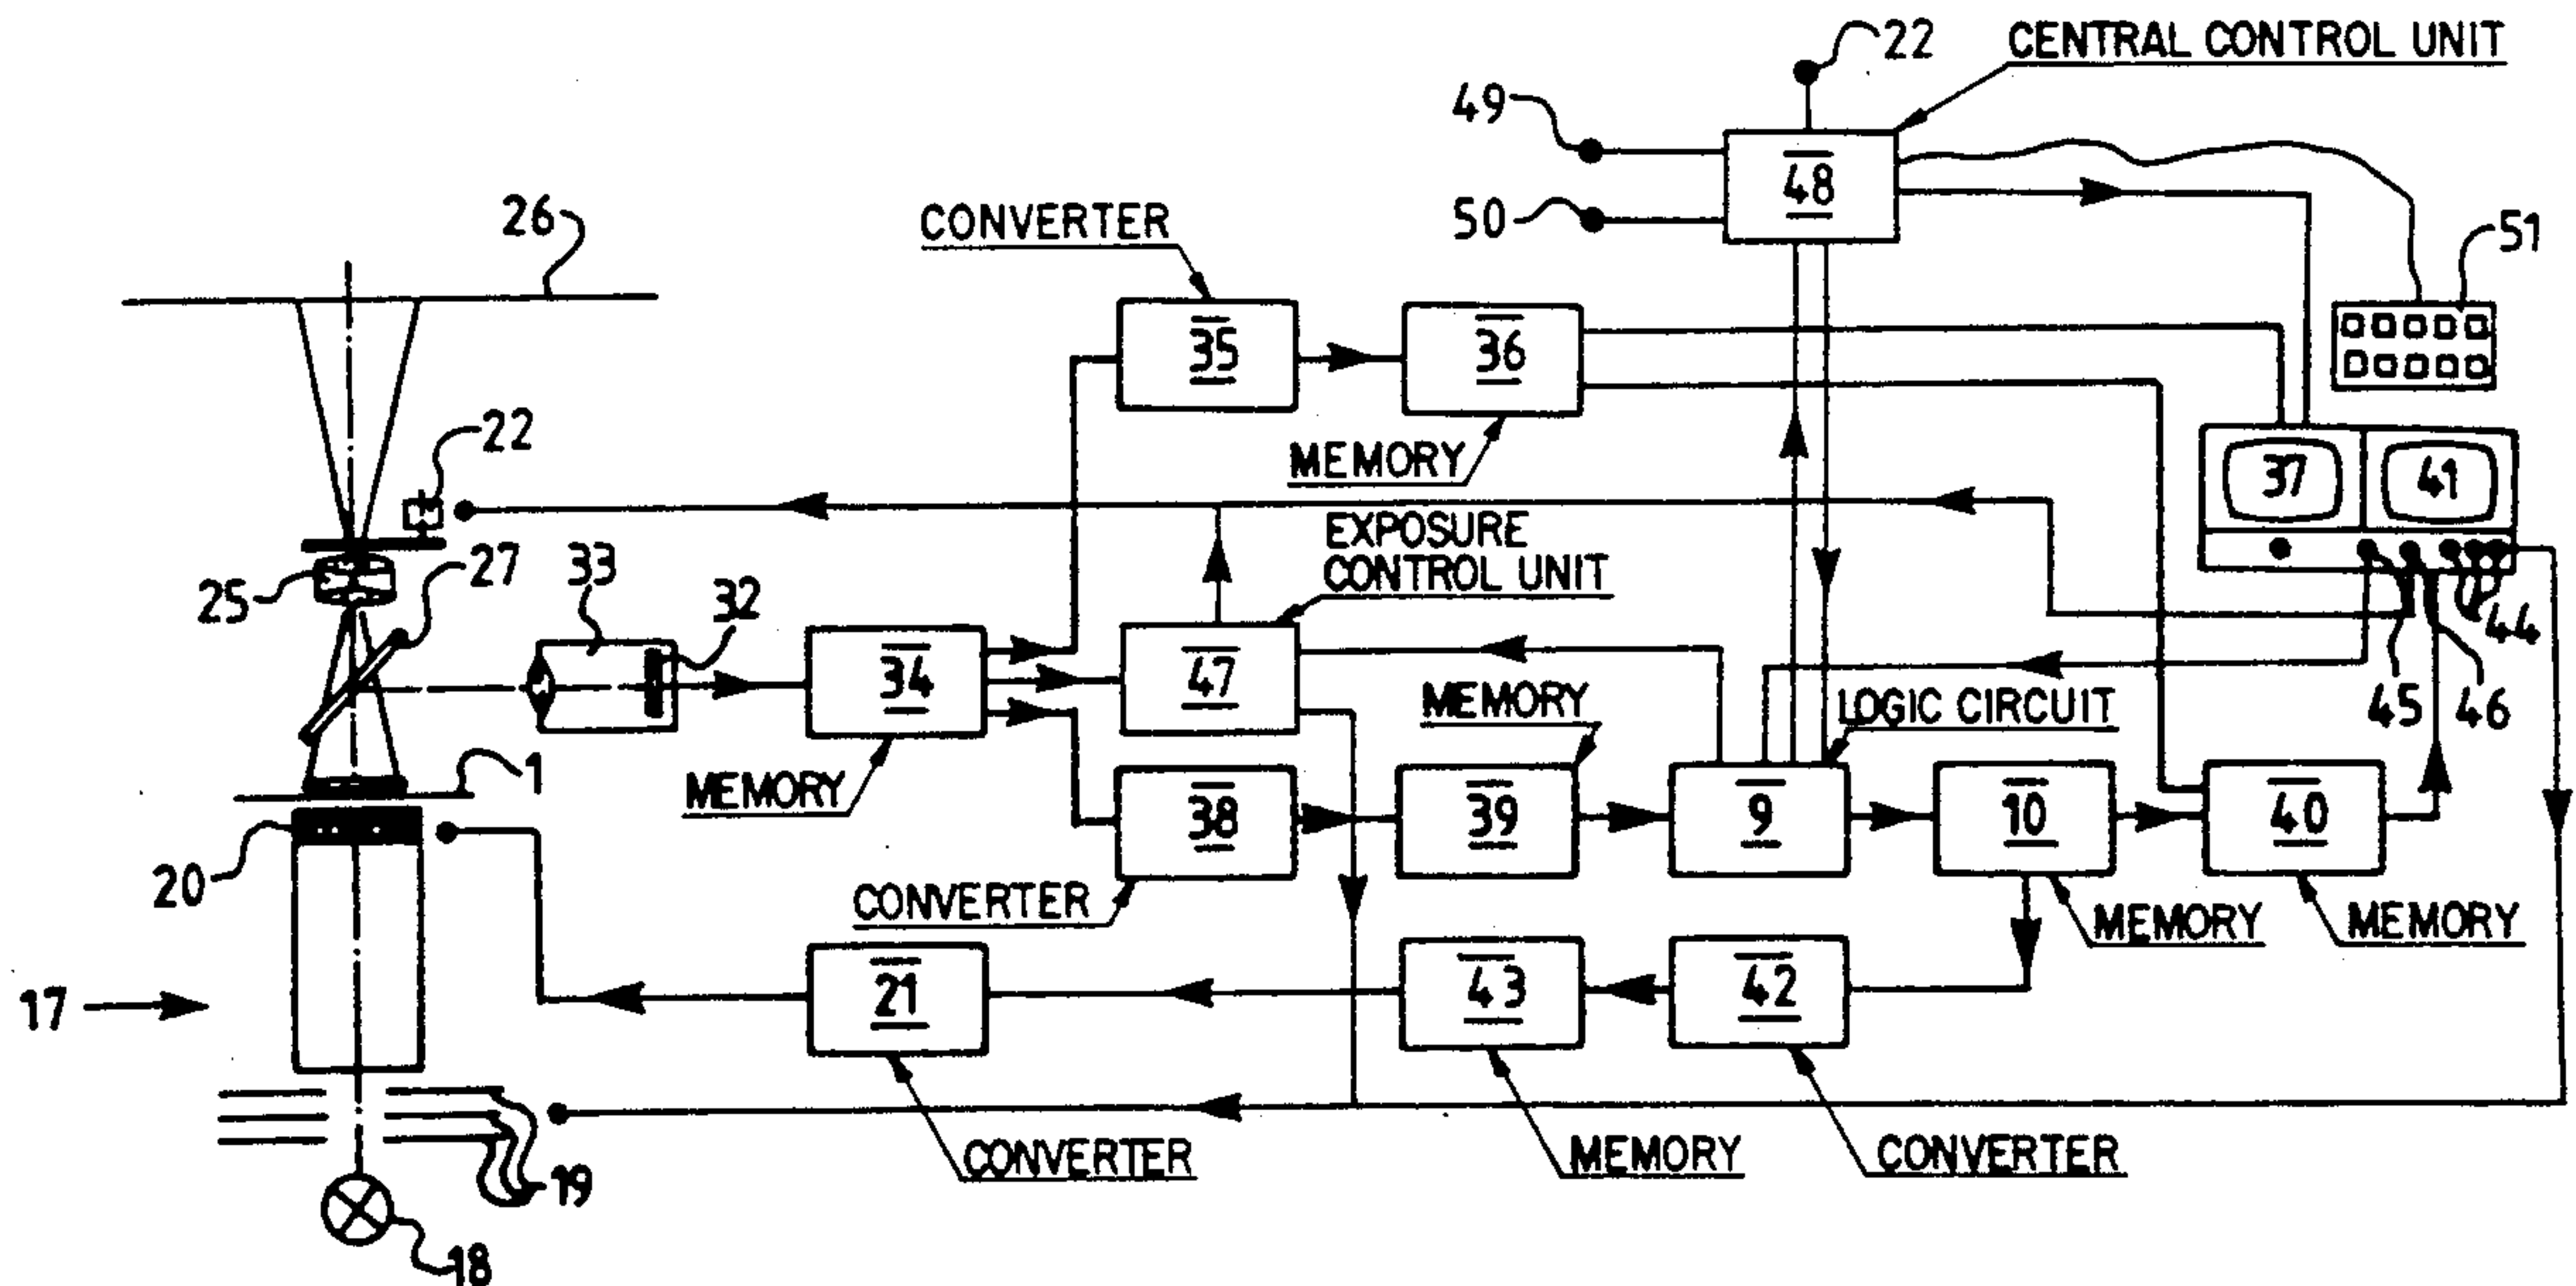 22
CENTRAL CONTROL UNIT
49
48
50
26
CONVERTER
51
35
36
MEMORY
22
37
41
EXPOSURE
CONTROL UNIT
25
27
33
32
34
47
44
45
46
MEMORY
LOGIC CIRCUIT
1
MEMORY
38
39
9
10
40
20
CONVERTER
MEMORY
MEMORY
17
21
43
42
CONVERTER
MEMORY
CONVERTER
19
18